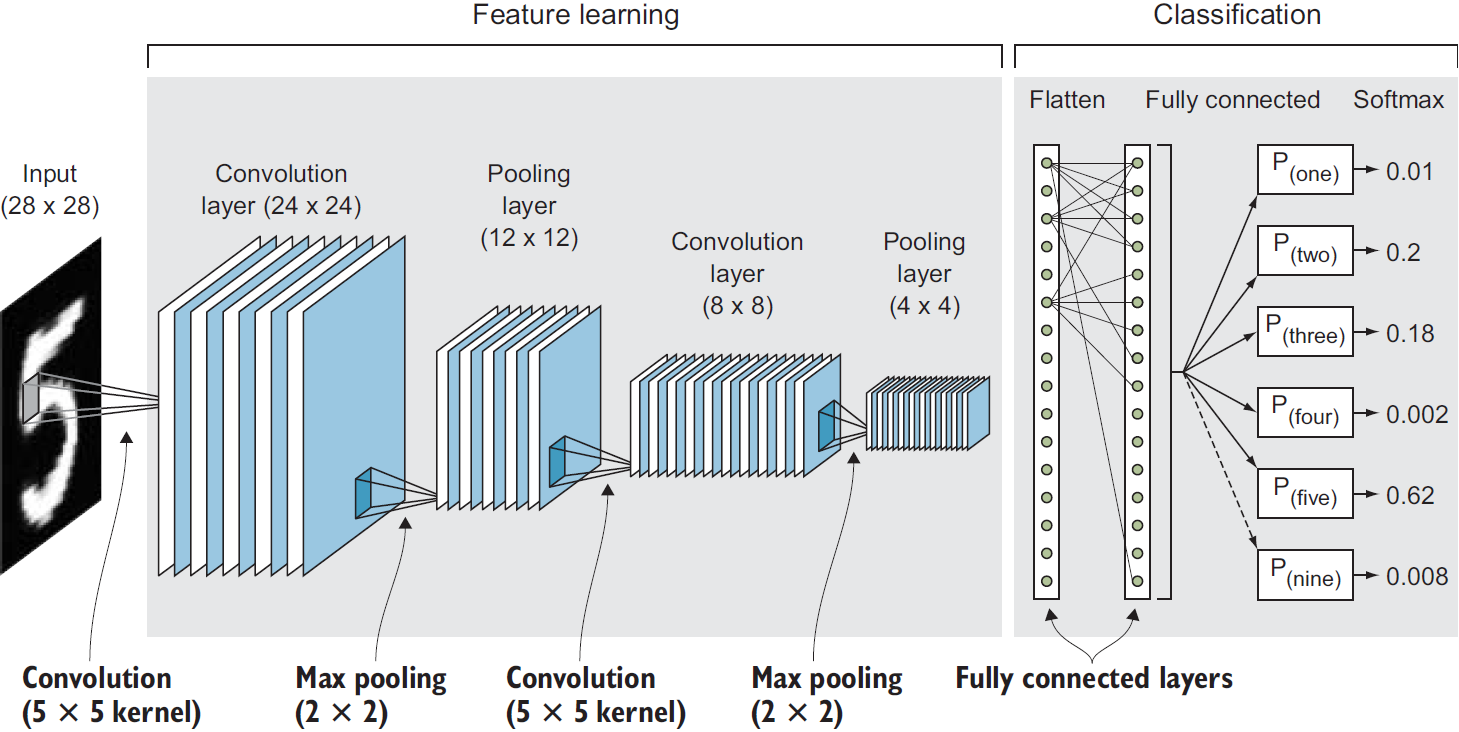 Feature learning
Classification
Input
(28 x 28)
Convolution
layer (24 x 24)
Pooling
layer
(12 x 12)
Convolution
layer
(8 x 8)
Pooling
layer
(4 x 4)
Flatten
Fully connected
Softmax
P(one)
0.01
P(two)
0.2
P(three)
0.18
P(four)
0.002
P(five)
0.62
P(nine)
0.008
Convolution
(5 × 5 kernel)
Max pooling
(2 × 2)
Convolution
(5 × 5 kernel)
Max pooling
(2 × 2)
Fully connected layers